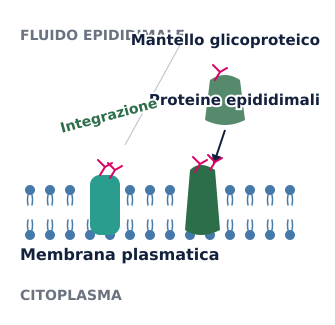 FLUIDO EPIDIDIMALE
Mantello glicoproteico
Proteine epididimali
Integrazione
Membrana plasmatica
CITOPLASMA